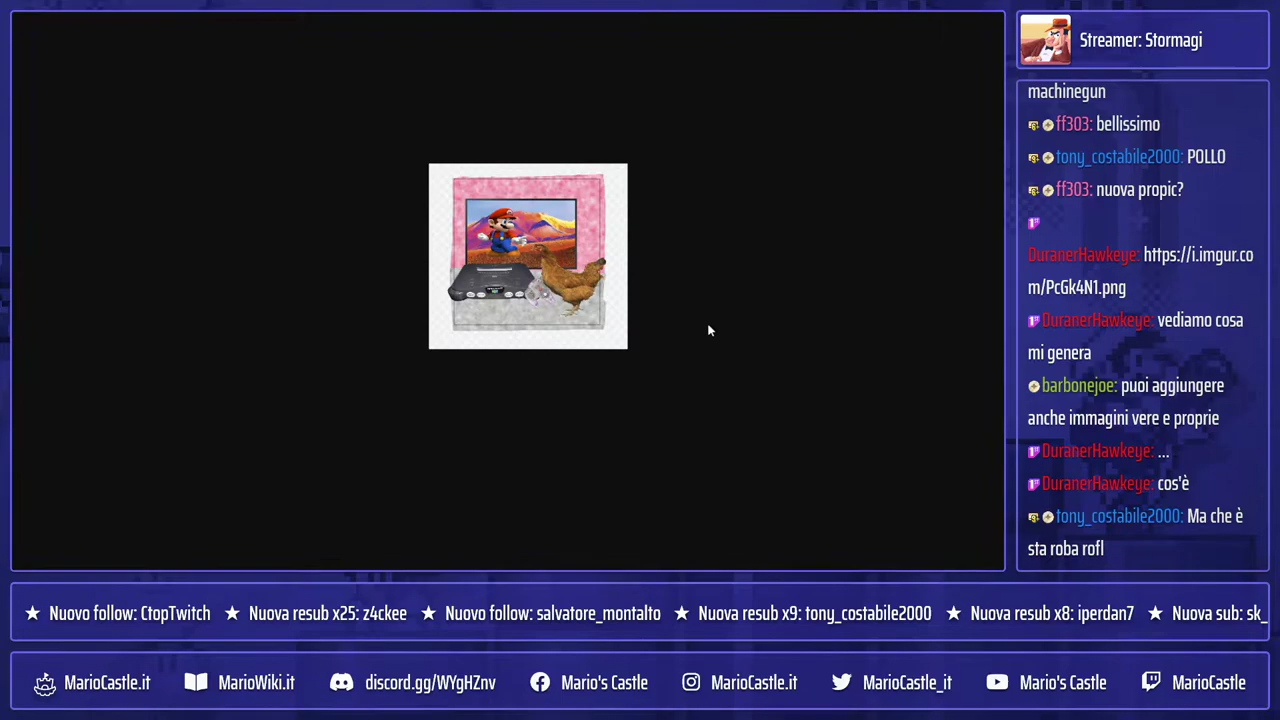 Streamer: Stormagi
machinegun
ff303: bellissimo
tony_costabile2000: POLLO
ff303: nuova propic?
DuranerHawkeye: https://i.imgur.co
m/PcGk4N1.png
DuranerHawkeye: vediamo cosa
mi genera
barbonejoe: puoi aggiungere
anche immagini vere e proprie
DuranerHawkeye: ...
DuranerHawkeye: cos'è
tony_costabile2000: Ma che è
sta roba rofl
★ Nuovo follow: CtopTwitch ★ Nuova resub x25: z4ckee ★ Nuovo follow: salvatore_montalto ★ Nuova resub x9: tony_costabile2000 ★ Nuova resub x8: iperdan7 ★ Nuova sub: sk_
MarioCastle.it MarioWiki.it discord.gg/WYgHZnv Mario's Castle MarioCastle.it MarioCastle_it Mario's Castle MarioCastle